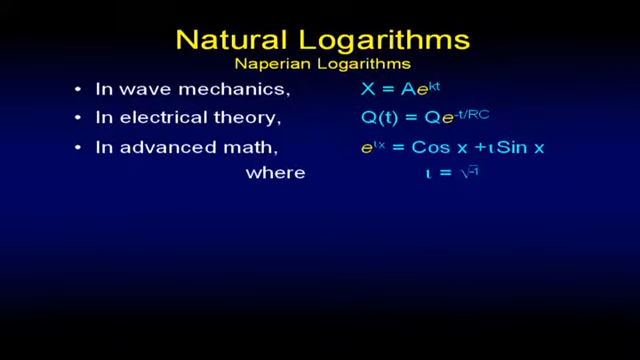 Natural Logarithms
Naperian Logarithms
• In wave mechanics, X = Ae^kt
• In electrical theory, Q(t) = Qe^-t/RC
• In advanced math, e^ιx = Cos x +ι Sin x
where ι = √-1